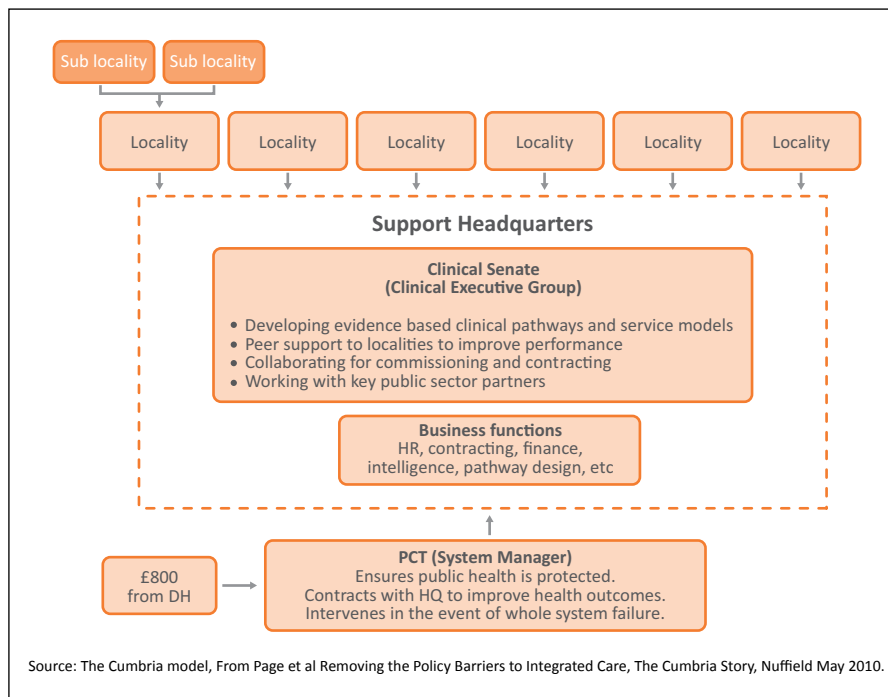 Sub locality Sub locality
Locality Locality Locality Locality Locality Locality
Support Headquarters
Clinical Senate
(Clinical Executive Group)
• Developing evidence based clinical pathways and service models
• Peer support to localities to improve performance
• Collaborating for commissioning and contracting
• Working with key public sector partners
Business functions
HR, contracting, finance,
intelligence, pathway design, etc
£800
from DH
PCT (System Manager)
Ensures public health is protected.
Contracts with HQ to improve health outcomes.
Intervenes in the event of whole system failure.
Source: The Cumbria model, From Page et al Removing the Policy Barriers to Integrated Care, The Cumbria Story, Nuffield May 2010.